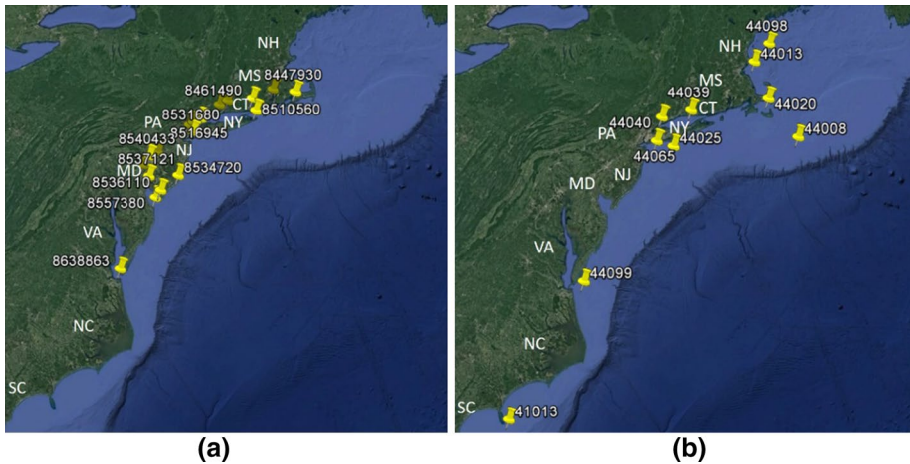 NH
MS
8447930
8461490
CT
8510560
8531680
PA
NY
8516945
8540433
NJ
8537121
8534720
MD
8536110
8557380
VA
8638863
NC
SC
(a)
44098
NH
44013
MS
44039
44020
CT
44040
PA
NY
44025
44008
44065
NJ
MD
VA
44099
NC
SC
41013
(b)